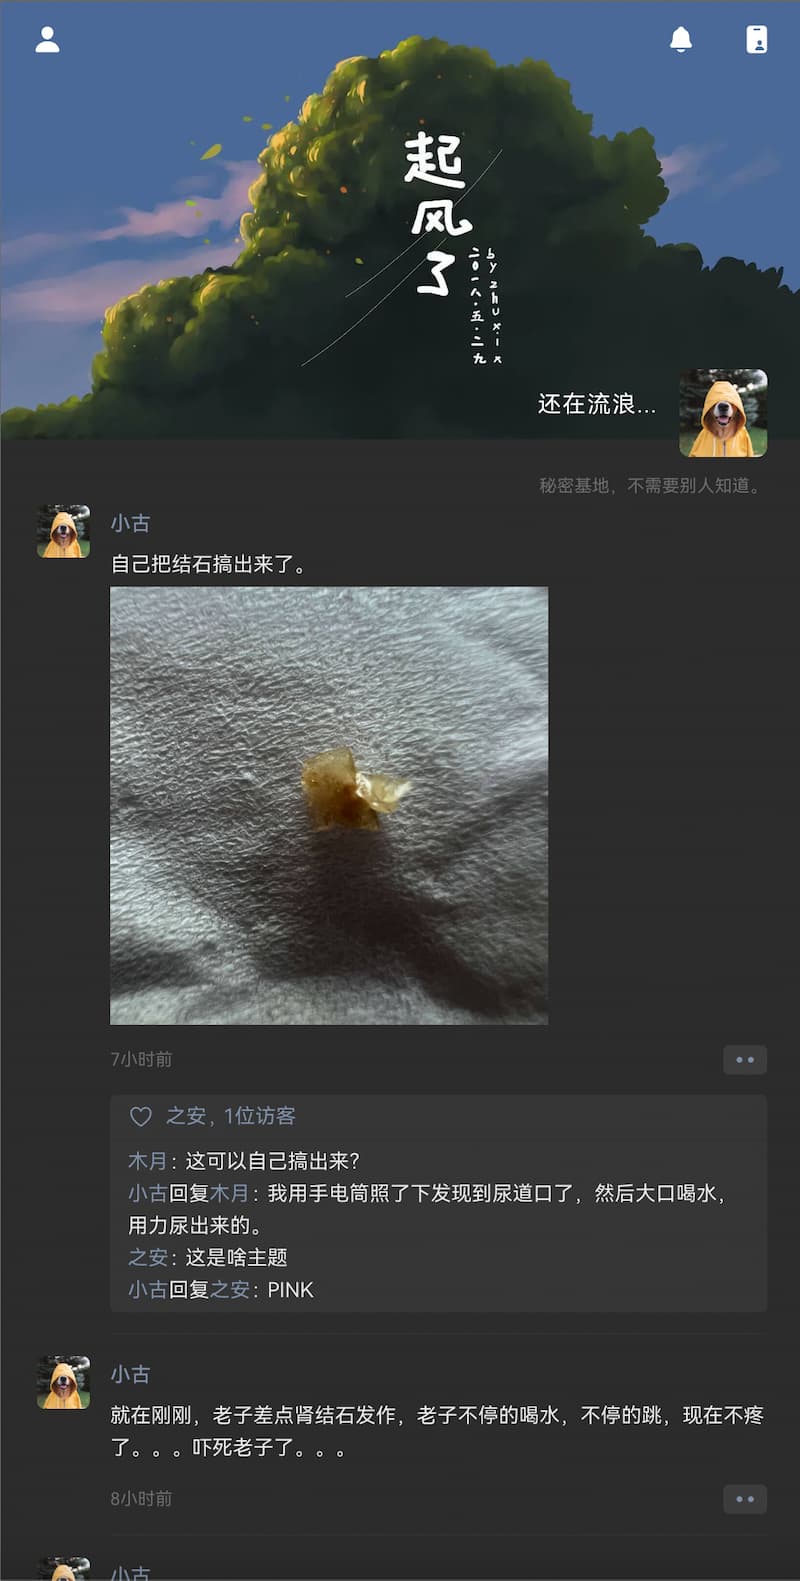 起风了
by zhuxix
二〇一八.五.二九
还在流浪...
秘密基地，不需要别人知道。
小古
自己把结石搞出来了。
7小时前
之安，1位访客
木月：这可以自己搞出来？
小古回复木月：我用手电筒照了下发现到尿道口了，然后大口喝水，
用力尿出来的。
之安：这是啥主题
小古回复之安：PINK
小古
就在刚刚，老子差点肾结石发作，老子不停的喝水，不停的跳，现在不疼
了。。。吓死老子了。。。
8小时前
小古